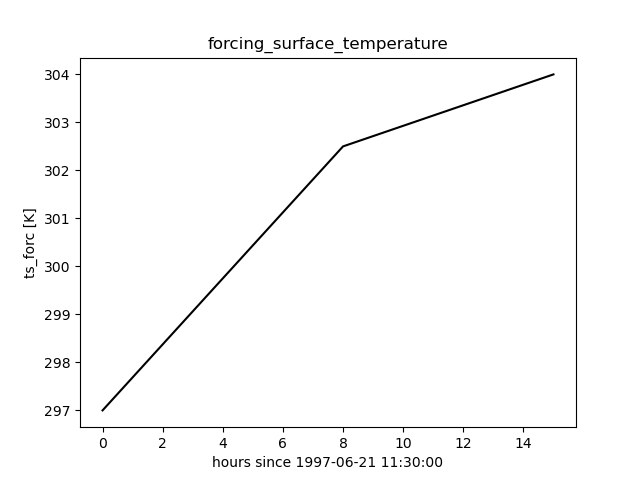 forcing_surface_temperature
304
303
302
301
300
299
298
297
ts_forc [K]
0 2 4 6 8 10 12 14
hours since 1997-06-21 11:30:00